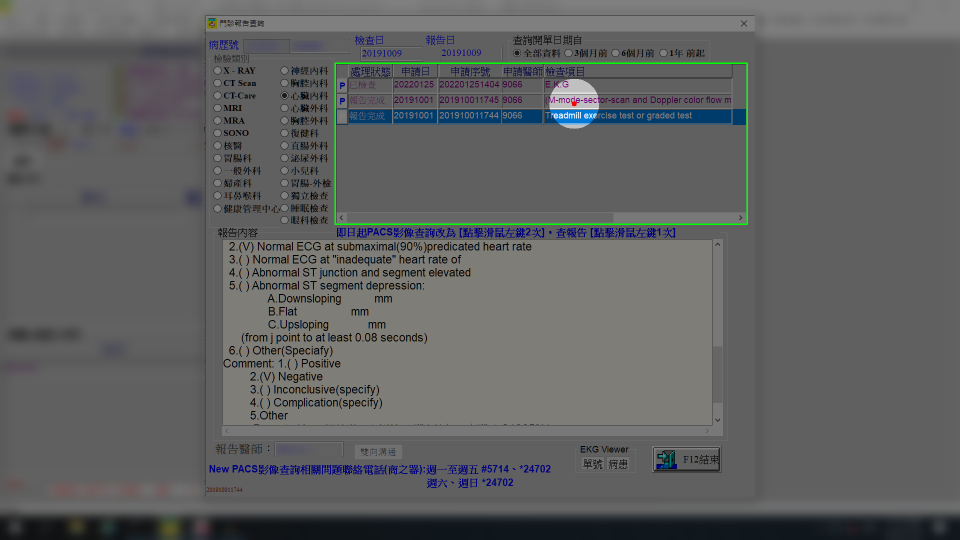 門診報告查詢
病歷號
檢查日
報告日
查詢開單日期自
20191009
20191009
全部資料 3個月前 6個月前 1年 前起
檢驗類別
X - RAY 神經內科
CT Scan 胸腔內科
CT-Care 心臟內科
MRI 心臟外科
MRA 胸腔外科
SONO 復健科
核醫 直腸外科
胃腸科 泌尿外科
一般外科 小兒科
婦產科 胃腸-外檢
耳鼻喉科 獨立檢查
健康管理中心 睡眠檢查
眼科檢查
處理狀態 申請日 申請序號 申請醫師 檢查項目
P 已檢查 20220125 202201251404 9066 E.K.G
P 報告完成 20191001 201910011745 9066 (M-mode-sector-scan and Doppler color flow m
報告完成 20191001 201910011744 9066 Treadmill exercise test or graded test
報告內容
即日起PACS影像查詢改為 [點擊滑鼠左鍵2次]。查報告 [點擊滑鼠左鍵1次]
2.(V) Normal ECG at submaximal(90%)predicated heart rate
3.( ) Normal ECG at "inadequate" heart rate of
4.( ) Abnormal ST junction and segment elevated
5.( ) Abnormal ST segment depression:
A.Downsloping mm
B.Flat mm
C.Upsloping mm
(from j point to at least 0.08 seconds)
6.( ) Other(Speciafy)
Comment: 1.( ) Positive
2.(V) Negative
3.( ) Inconclusive(specify)
4.( ) Complication(specify)
5.Other
報告醫師：
雙向溝通
EKG Viewer
單號 病患
F12結束
New PACS影像查詢相關問題聯絡電話(商之器):週一至週五 #5714、*24702
週六、週日 *24702
201910011744